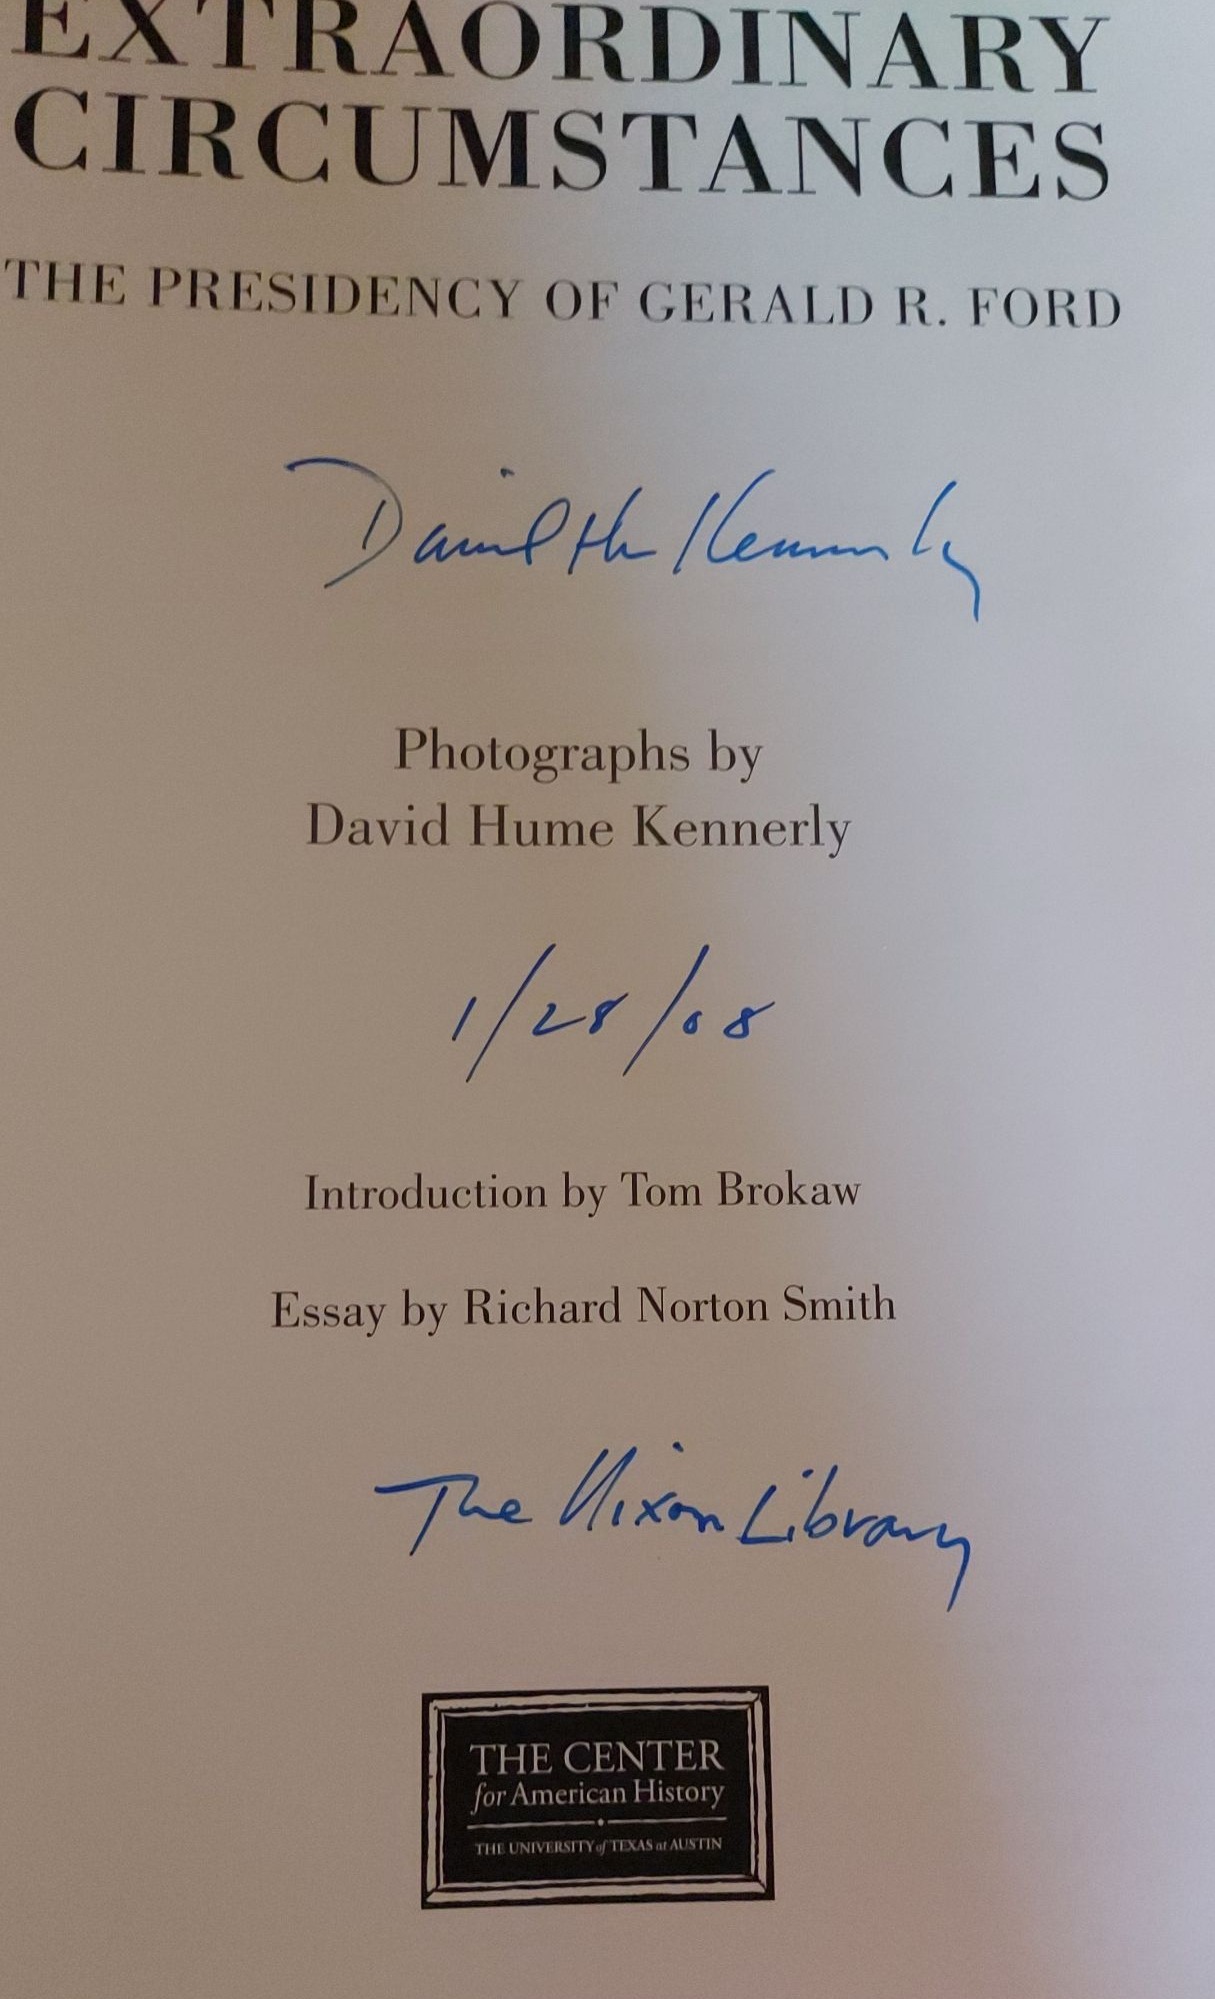 EXTRAORDINARY
CIRCUMSTANCES
THE PRESIDENCY OF GERALD R. FORD
David H Kennerly
Photographs by
David Hume Kennerly
1/28/08
Introduction by Tom Brokaw
Essay by Richard Norton Smith
The Nixon Library
THE CENTER
for American History
THE UNIVERSITY of TEXAS at AUSTIN